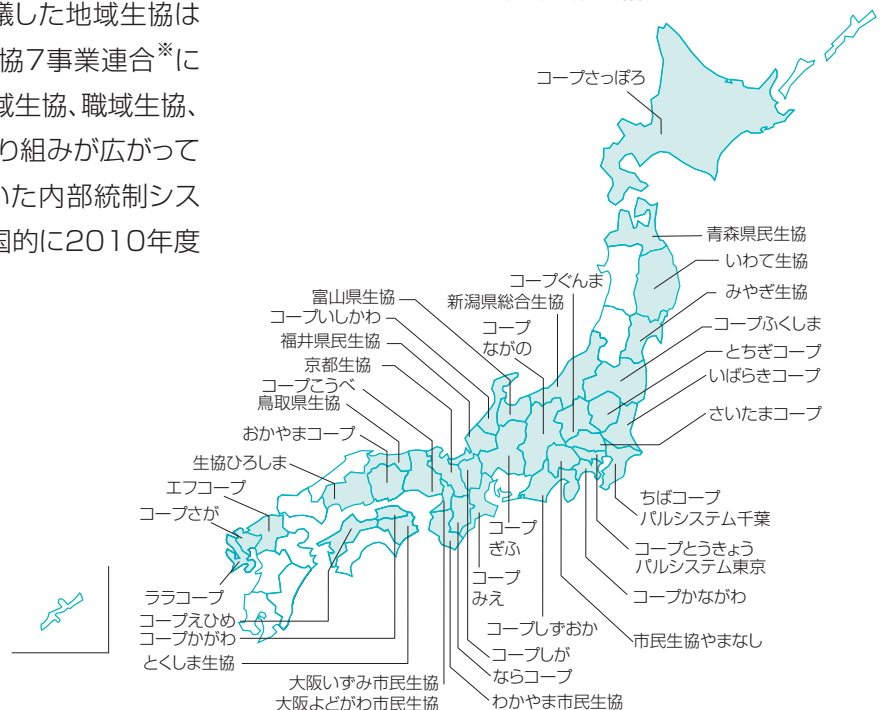 議した地域生協は
協7事業連合※に
域生協、職域生協、
り組みが広がって
いた内部統制シス
国的に2010年度
コープさっぽろ
青森県民生協
いわて生協
みやぎ生協
コープふくしま
とちぎコープ
いばらきコープ
さいたまコープ
コープぐんま
新潟県総合生協
コープ
ながの
富山県生協
コープいしかわ
福井県民生協
京都生協
コープこうべ
鳥取県生協
おかやまコープ
生協ひろしま
エフコープ
コープさが
ララコープ
コープえひめ
コープかがわ
とくしま生協
大阪いずみ市民生協
大阪よどがわ市民生協
わかやま市民生協
ならコープ
コープしが
コープしずおか
コープ
みえ
コープ
ぎふ
市民生協やまなし
コープかながわ
コープとうきょう
パルシステム東京
ちばコープ
パルシステム千葉